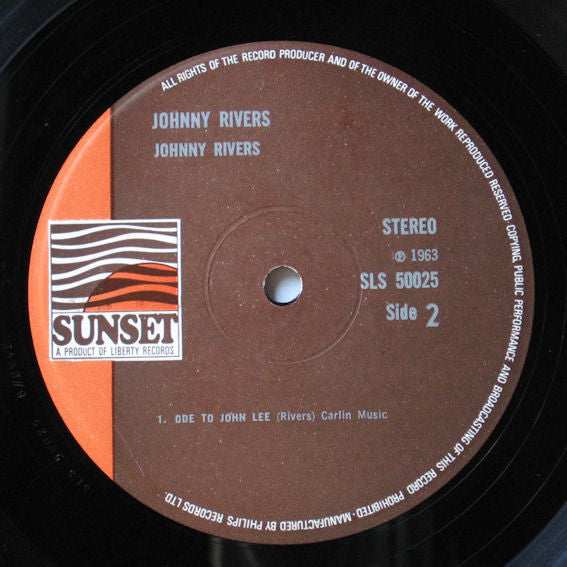 ALL RIGHTS OF THE RECORD PRODUCER AND OF THE OWNER OF THE WORK REPRODUCED RESERVED· COPYING, PUBLIC PERFORMANCE AND BROADCASTING OF THIS RECORD PROHIBITED· MANUFACTURED BY PHILIPS RECORDS LTD.
JOHNNY RIVERS
JOHNNY RIVERS
STEREO
℗ 1963
SLS 50025
Side 2
SUNSET
A PRODUCT OF LIBERTY RECORDS
1. ODE TO JOHN LEE (Rivers) Carlin Music